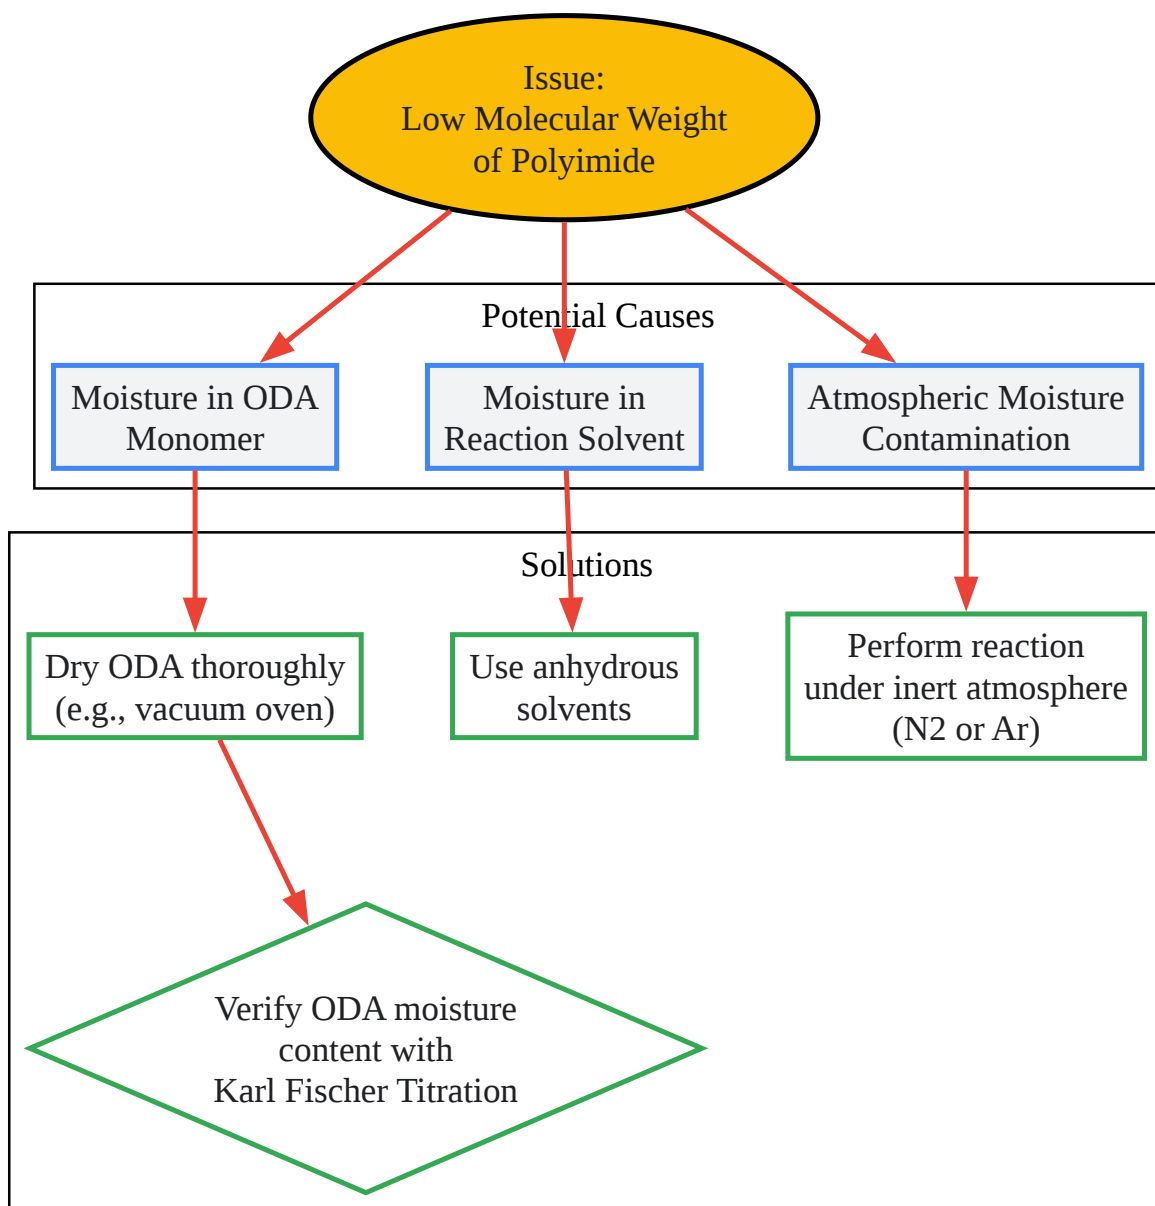 Issue:
Low Molecular Weight
of Polyimide
Potential Causes
Moisture in ODA
Monomer
Moisture in
Reaction Solvent
Atmospheric Moisture
Contamination
Solutions
Dry ODA thoroughly
(e.g., vacuum oven)
Use anhydrous
solvents
Perform reaction
under inert atmosphere
(N2 or Ar)
Verify ODA moisture
content with
Karl Fischer Titration